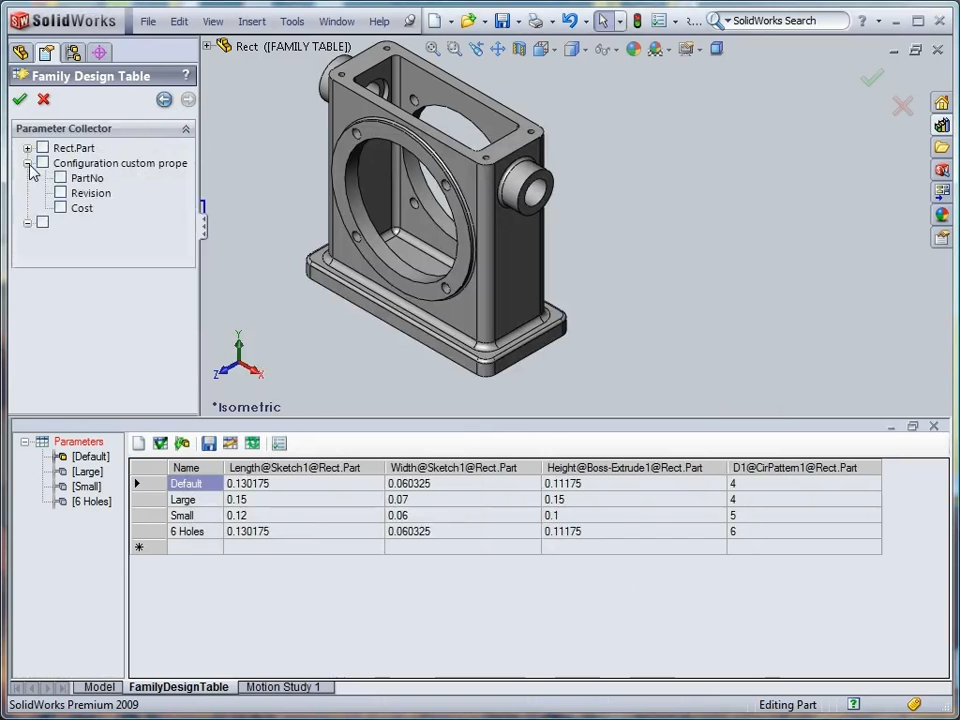 SolidWorks File Edit View Insert Tools Window Help SolidWorks Search ?
Rect ([FAMILY TABLE])
Family Design Table ?
Parameter Collector
Rect.Part
Configuration custom prope
PartNo
Revision
Cost
Y
Z X
*Isometric
Parameters
[Default]
[Large]
[Small]
[6 Holes]
Name Length@Sketch1@Rect.Part Width@Sketch1@Rect.Part Height@Boss-Extrude1@Rect.Part D1@CirPattern1@Rect.Part
Default 0.130175 0.060325 0.11175 4
Large 0.15 0.07 0.15 4
Small 0.12 0.06 0.1 5
6 Holes 0.130175 0.060325 0.11175 6
Model FamilyDesignTable Motion Study 1
SolidWorks Premium 2009 Editing Part